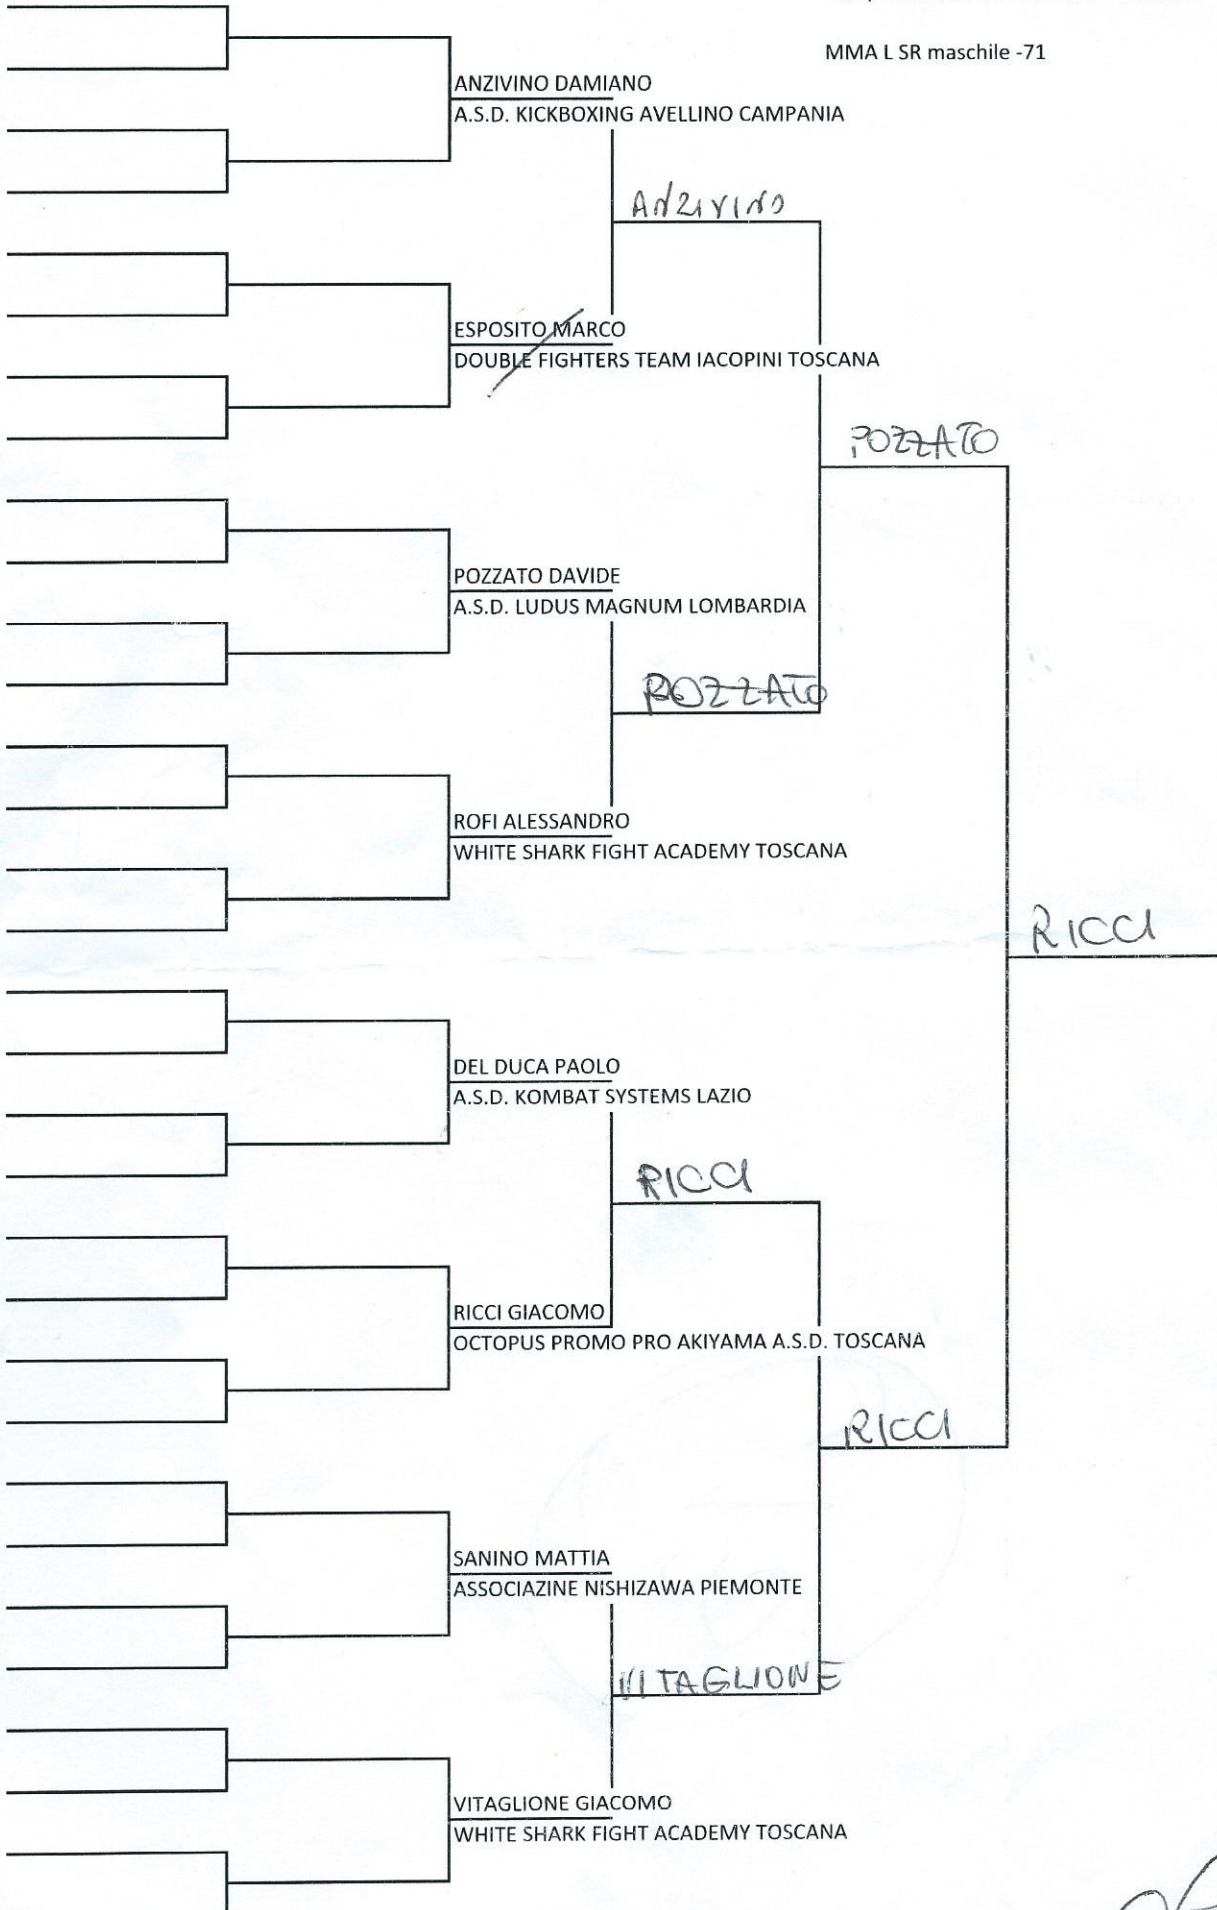 MMA L SR maschile -71
ANZIVINO DAMIANO
A.S.D. KICKBOXING AVELLINO CAMPANIA
ANZIVINO
ESPOSITO MARCO
DOUBLE FIGHTERS TEAM IACOPINI TOSCANA
POZZATO
POZZATO DAVIDE
A.S.D. LUDUS MAGNUM LOMBARDIA
POZZATO
ROFI ALESSANDRO
WHITE SHARK FIGHT ACADEMY TOSCANA
RICCI
DEL DUCA PAOLO
A.S.D. KOMBAT SYSTEMS LAZIO
RICCI
RICCI GIACOMO
OCTOPUS PROMO PRO AKIYAMA A.S.D. TOSCANA
RICCI
SANINO MATTIA
ASSOCIAZINE NISHIZAWA PIEMONTE
VITAGLIONE
VITAGLIONE GIACOMO
WHITE SHARK FIGHT ACADEMY TOSCANA